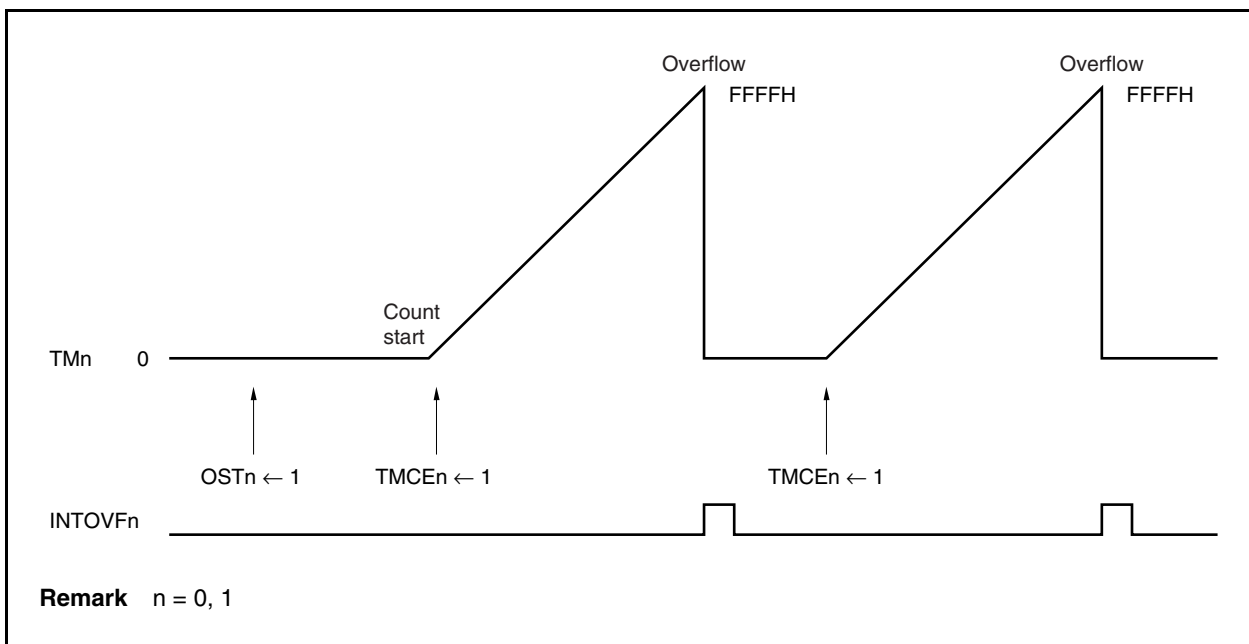 Overflow Overflow
FFFFH FFFFH
Count
start
TMn 0
OSTn ← 1 TMCEn ← 1 TMCEn ← 1
INTOVFn
Remark n = 0, 1